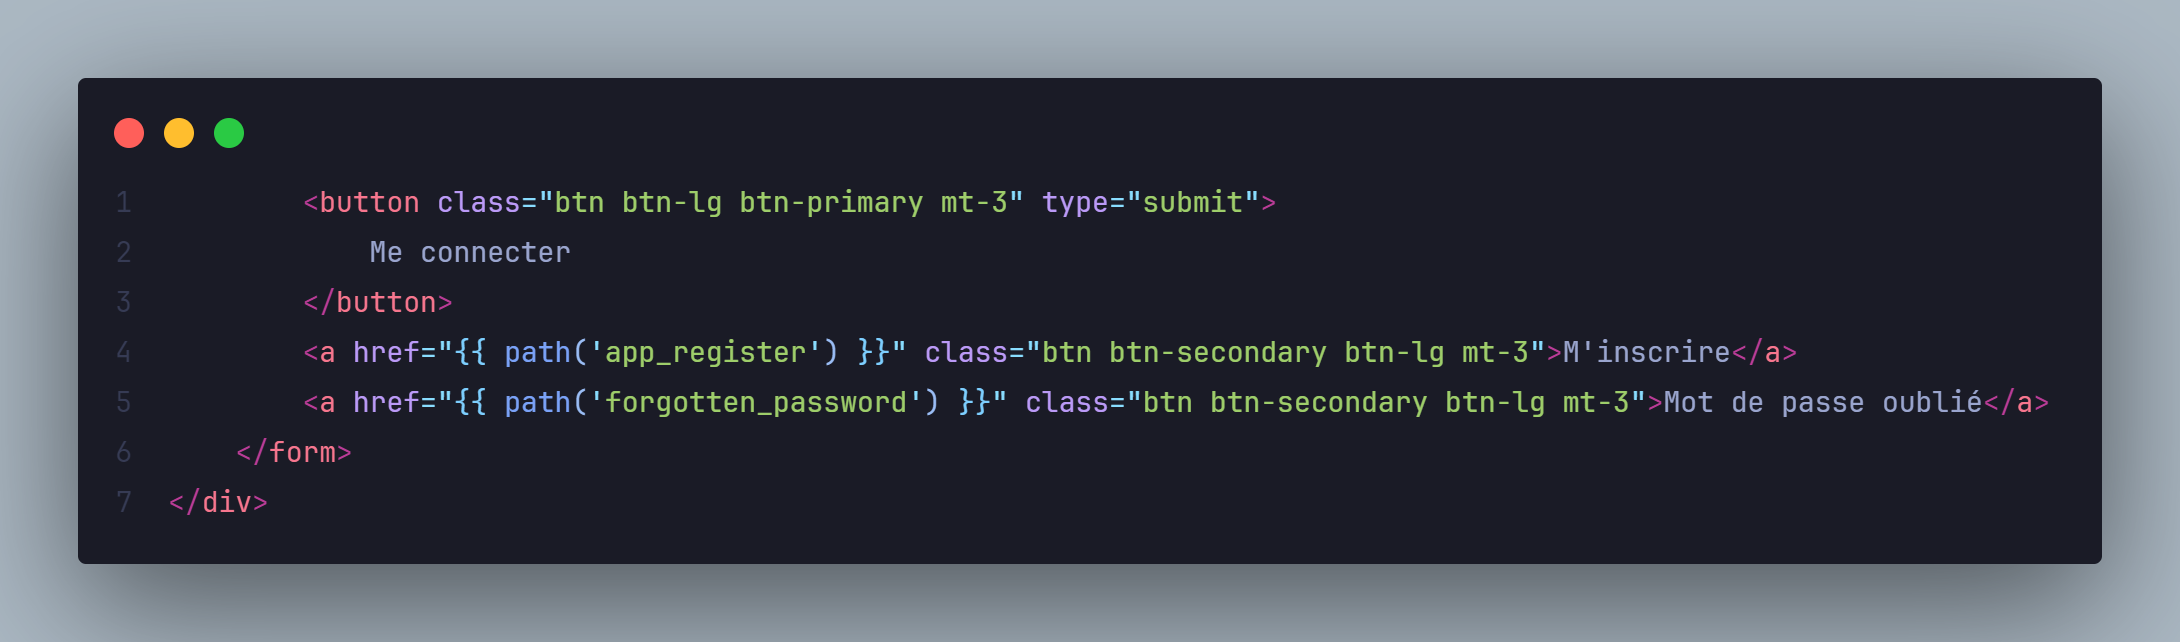 1 <button class="btn btn-lg btn-primary mt-3" type="submit">
2 Me connecter
3 </button>
4 <a href="{{ path('app_register') }}" class="btn btn-secondary btn-lg mt-3">M'inscrire</a>
5 <a href="{{ path('forgotten_password') }}" class="btn btn-secondary btn-lg mt-3">Mot de passe oublié</a>
6 </form>
7 </div>